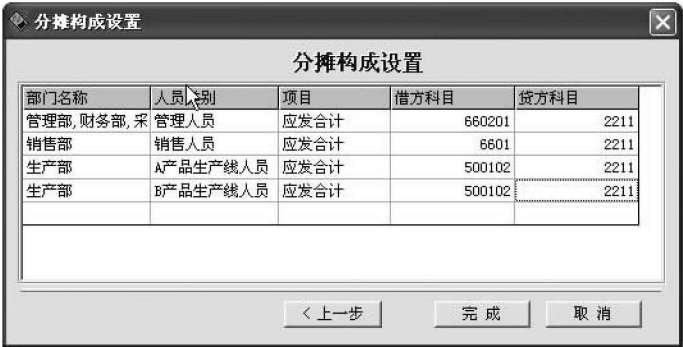 分摊构成设置
分摊构成设置
部门名称 人员类别 项目 借方科目 贷方科目
管理部,财务部,采 管理人员 应发合计 660201 2211
销售部 销售人员 应发合计 6601 2211
生产部 A产品生产线人员 应发合计 500102 2211
生产部 B产品生产线人员 应发合计 500102 2211
<上一步 完成 取消